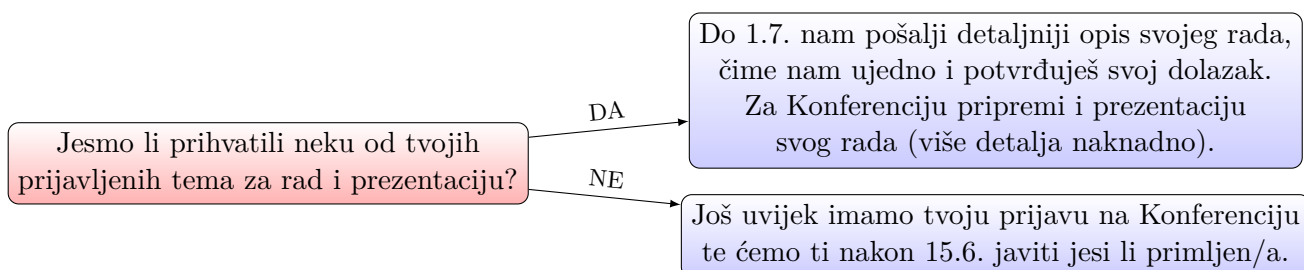 Jesmo li prihvatili neku od tvojih
prijavljenih tema za rad i prezentaciju?
DA
Do 1.7. nam pošalji detaljniji opis svojeg rada,
čime nam ujedno i potvrđuješ svoj dolazak.
Za Konferenciju pripremi i prezentaciju
svog rada (više detalja naknadno).
NE
Još uvijek imamo tvoju prijavu na Konferenciju
te ćemo ti nakon 15.6. javiti jesi li primljen/a.